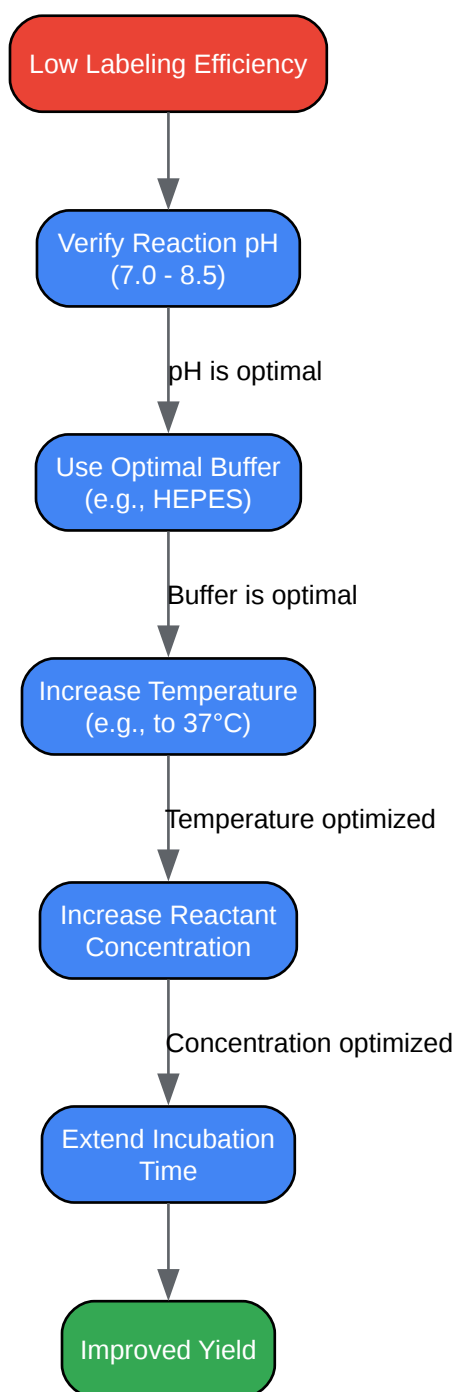 Low Labeling Efficiency
Verify Reaction pH
(7.0 - 8.5)
pH is optimal
Use Optimal Buffer
(e.g., HEPES)
Buffer is optimal
Increase Temperature
(e.g., to 37°C)
Temperature optimized
Increase Reactant
Concentration
Concentration optimized
Extend Incubation
Time
Improved Yield